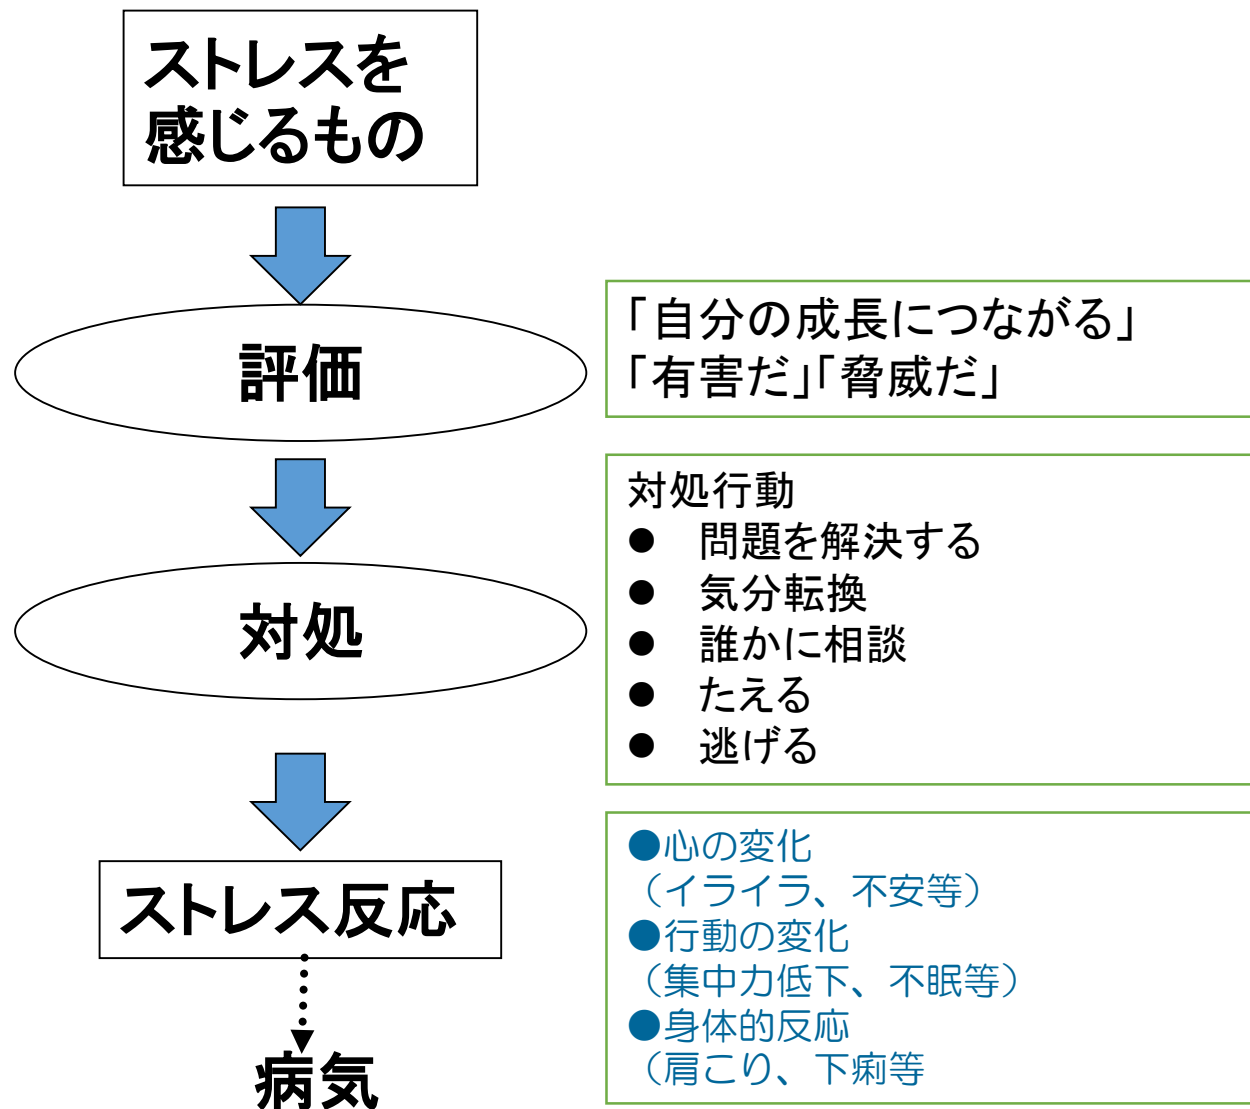 ストレスを
感じるもの
評価
「自分の成長につながる」
「有害だ」「脅威だ」
対処
対処行動
● 問題を解決する
● 気分転換
● 誰かに相談
● たえる
● 逃げる
ストレス反応
●心の変化
（イライラ、不安等）
●行動の変化
（集中力低下、不眠等）
●身体的反応
（肩こり、下痢等
病気